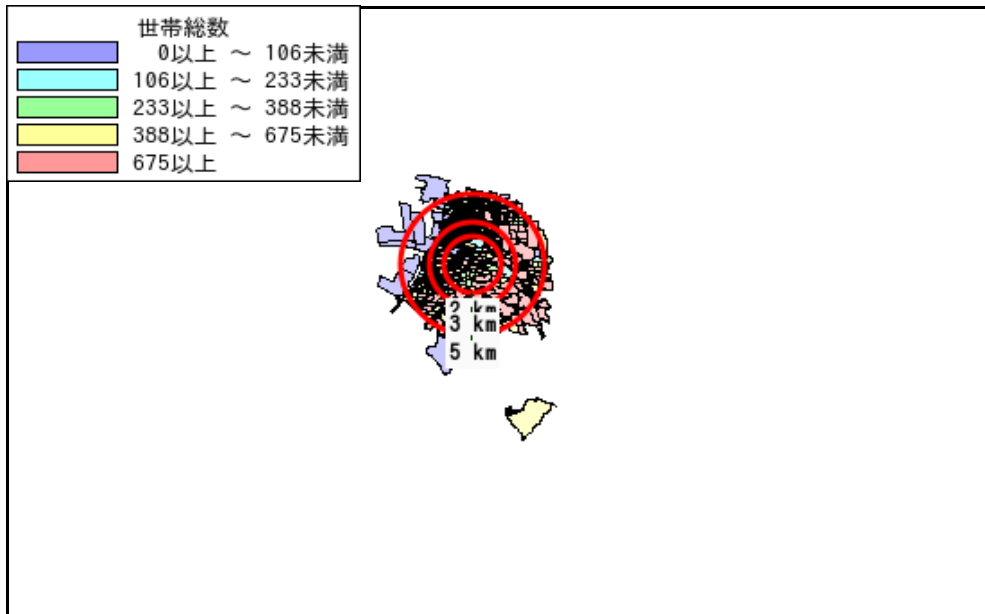 世帯総数
0以上 ～ 106未満
106以上 ～ 233未満
233以上 ～ 388未満
388以上 ～ 675未満
675以上
2 km
3 km
5 km